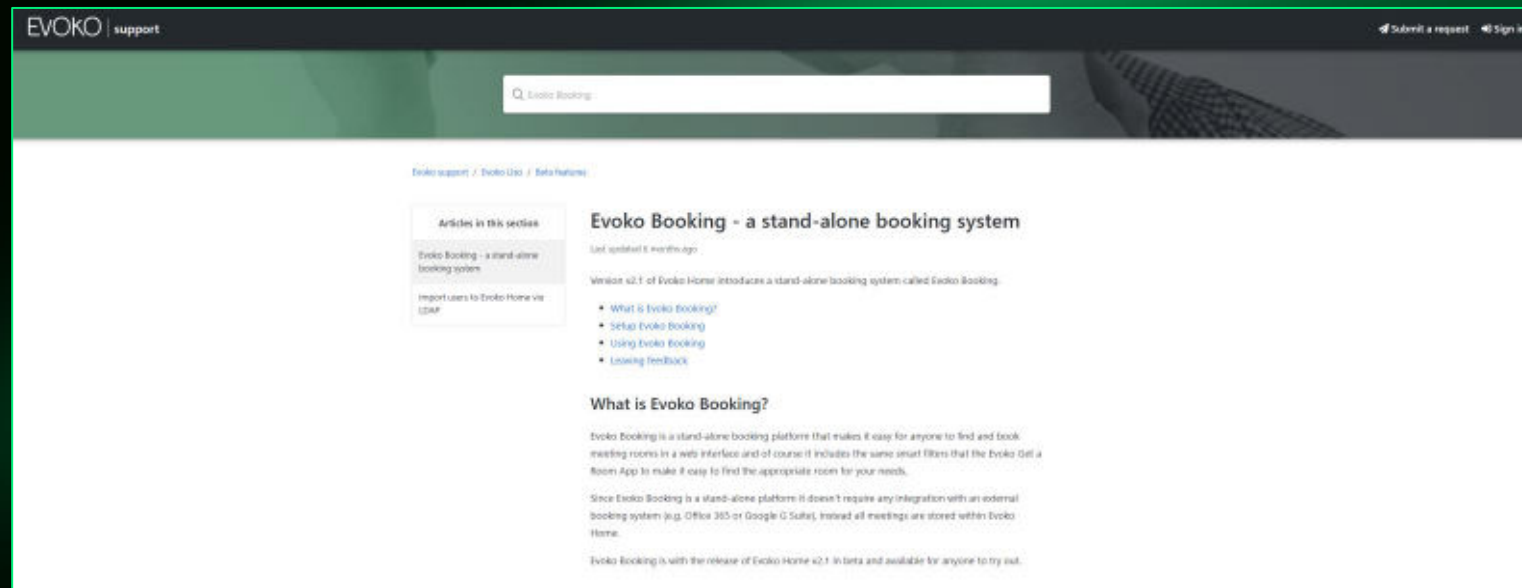 EVOKO | support
Submit a request Sign in
Evoko Booking
Evoko support / Evoko Liso / Beta features
Articles in this section
Evoko Booking - a stand-alone
booking system
Import users to Evoko Home via
LDAP
Evoko Booking - a stand-alone booking system
Last updated 6 months ago
Version v2.1 of Evoko Home introduces a stand-alone booking system called Evoko Booking.
• What is Evoko Booking?
• Setup Evoko Booking
• Using Evoko Booking
• Leaving feedback
What is Evoko Booking?
Evoko Booking is a stand-alone booking platform that makes it easy for anyone to find and book
meeting rooms in a web interface and of course it includes the same smart filters that the Evoko Get a
Room App to make it easy to find the appropriate room for your needs.
Since Evoko Booking is a stand-alone platform it doesn't require any integration with an external
booking system (e.g. Office 365 or Google G Suite), instead all meetings are stored within Evoko
Home.
Evoko Booking is with the release of Evoko Home v2.1 in beta and available for anyone to try out.